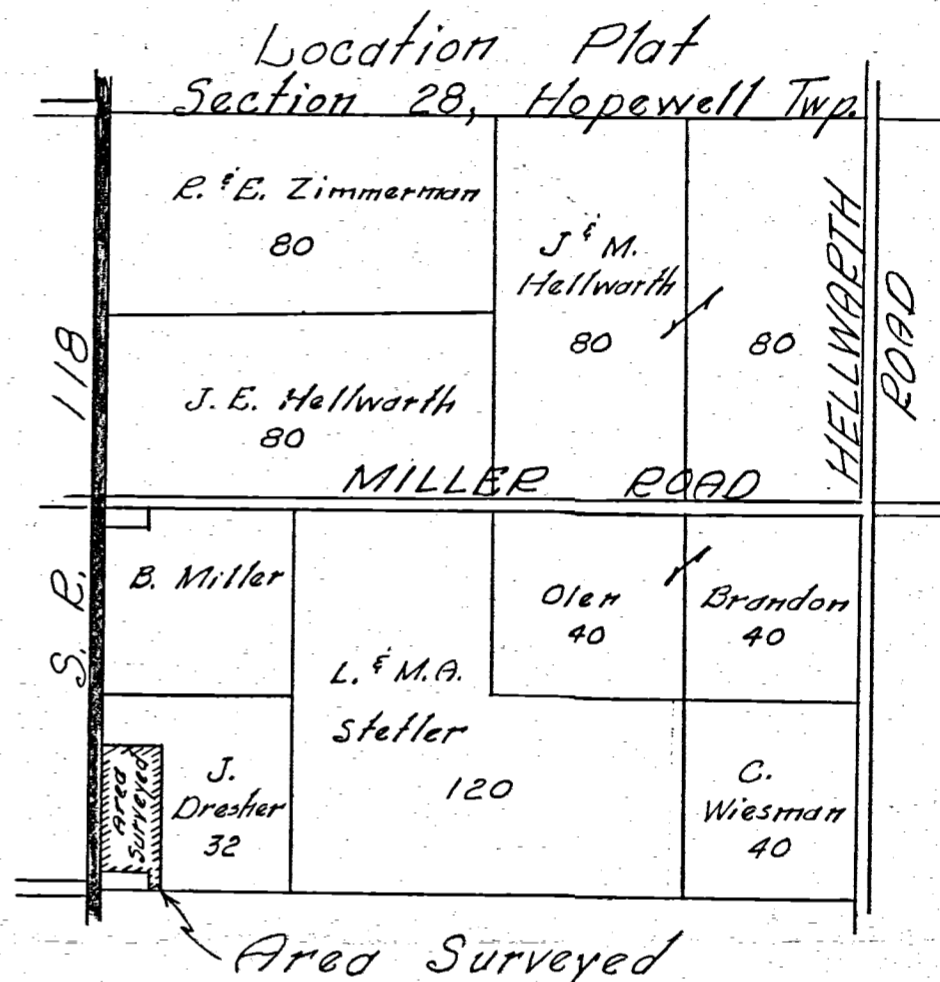 Location Plat
Section 28, Hopewell Twp.
R. & E. Zimmerman
80
J & M.
Hellwarth
80
80
HELLWARTH
ROAD
S. R. 118
J. E. Hellwarth
80
MILLER ROAD
B. Miller
L. & M.A.
Stetler
120
Olen
40
Brandon
40
Area
Surveyed
J.
Dresher
32
C.
Wiesman
40
Area Surveyed